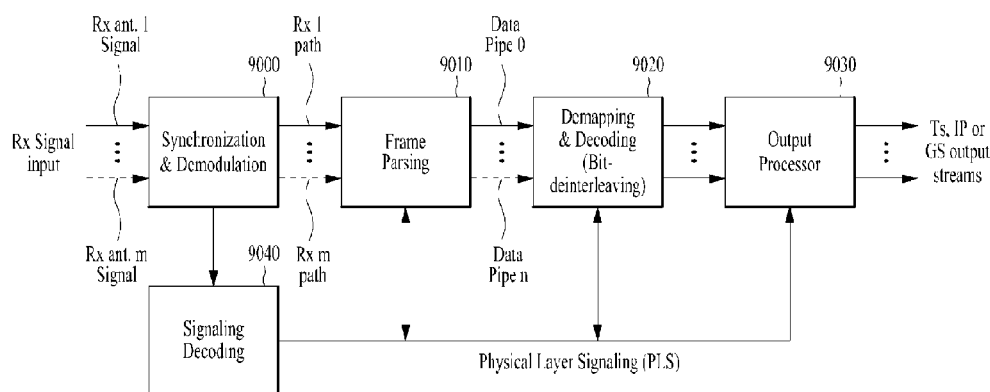 Rx ant. 1
Signal
Rx 1
path
Data
Pipe 0
9000
9010
9020
9030
Rx Signal
input
Synchronization
& Demodulation
Frame
Parsing
Demapping
& Decoding
(Bit-
deinterleaving)
Output
Processor
Ts, IP or
GS output
streams
Rx ant. m
Signal
9040
Rx m
path
Data
Pipe n
Signaling
Decoding
Physical Layer Signaling (PLS)